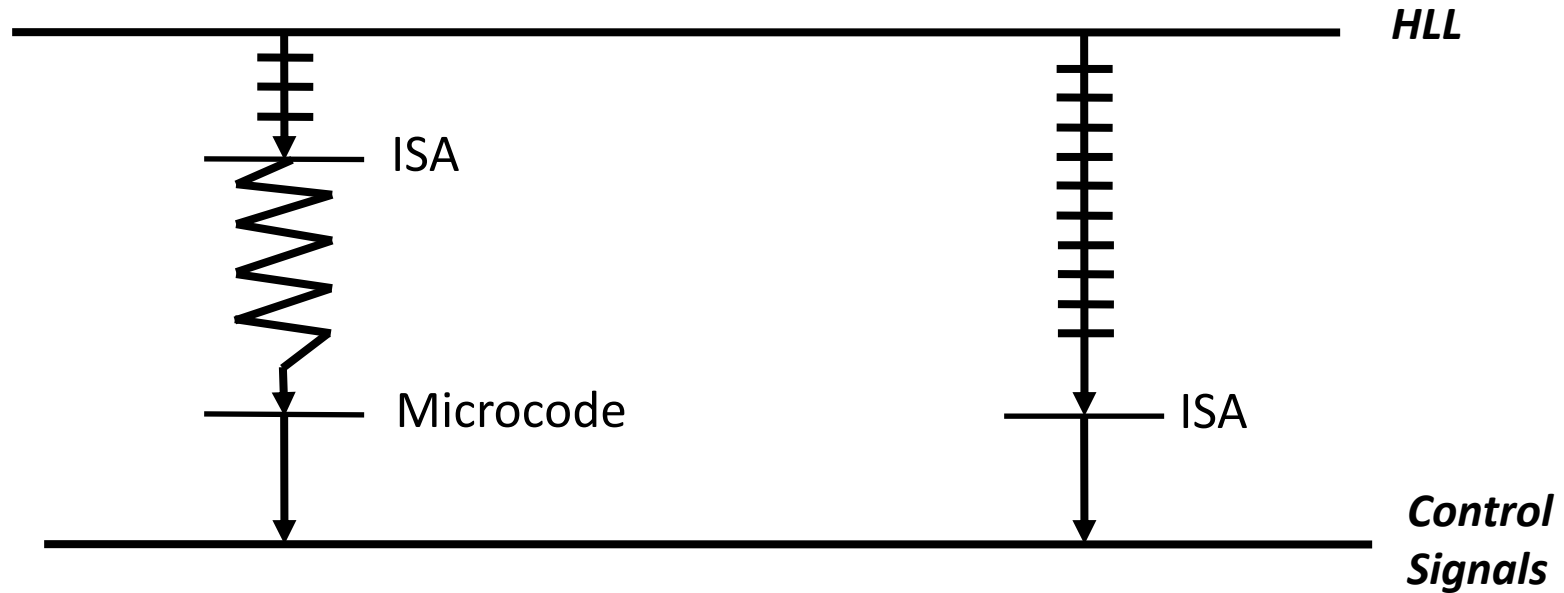 HLL
ISA
Microcode
ISA
Control
Signals